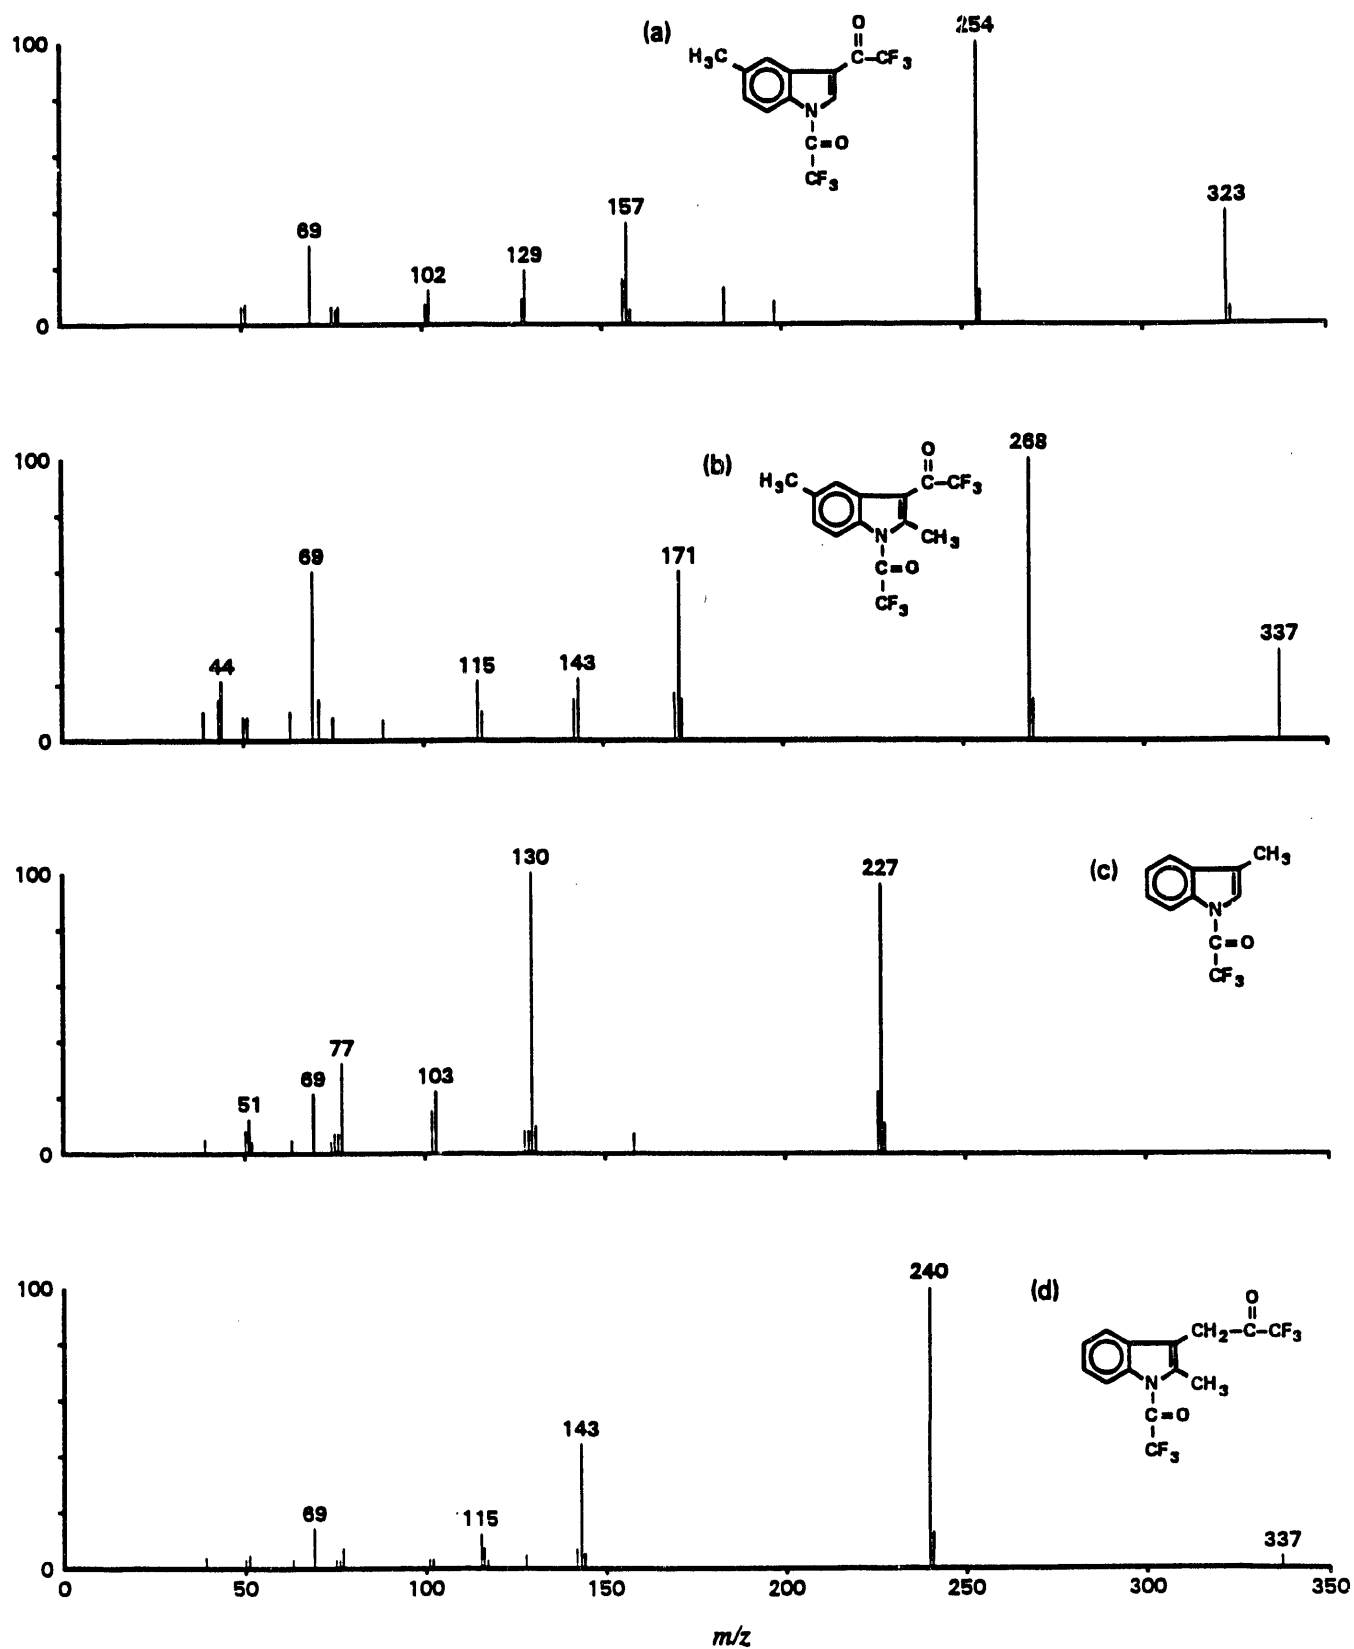 (a)
O
H₃C
C—CF₃
N
C=O
CF₃
254
323
157
69
129
102
100
0
(b)
O
H₃C
C—CF₃
N
CH₃
C=O
CF₃
268
337
171
69
44
115
143
100
0
(c)
CH₃
N
C=O
CF₃
130
227
77
69
103
51
100
0
(d)
O
CH₂—C—CF₃
N
CH₃
C=O
CF₃
240
143
69
115
337
100
0
0 50 100 150 200 250 300 350
m/z